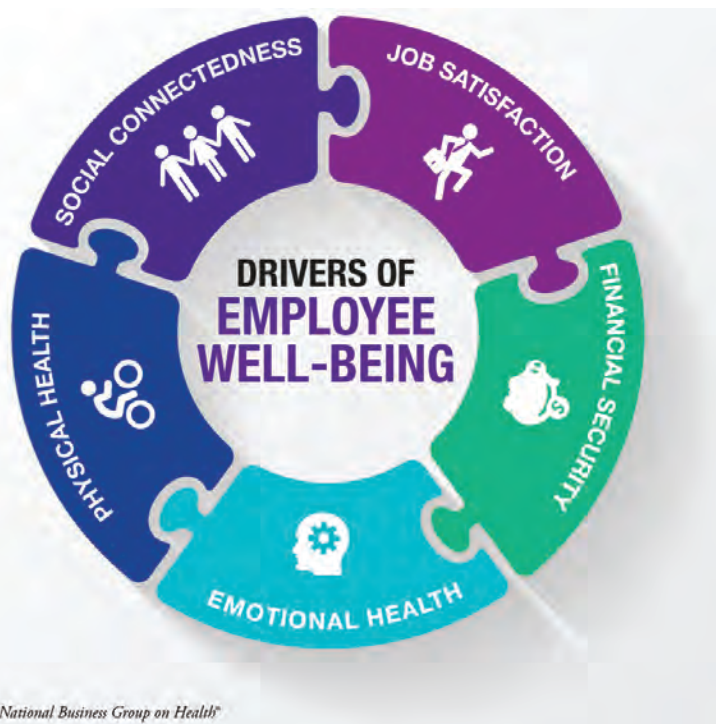 DRIVERS OF
EMPLOYEE
WELL-BEING
SOCIAL CONNECTEDNESS
JOB SATISFACTION
FINANCIAL SECURITY
EMOTIONAL HEALTH
PHYSICAL HEALTH
National Business Group on Health®